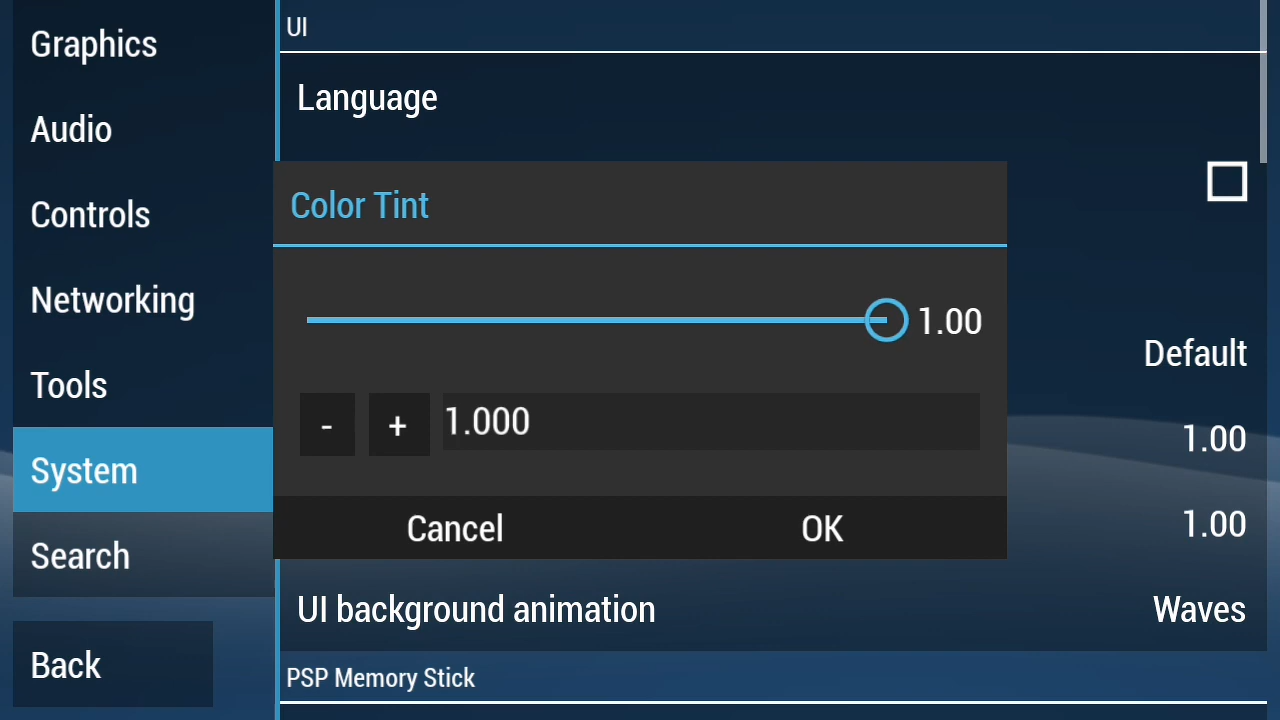 Graphics
Audio
Controls
Networking
Tools
System
Search
Back
UI
Language
Default
1.00
1.00
UI background animation
Waves
PSP Memory Stick
Color Tint
1.00
-
+
1.000
Cancel
OK